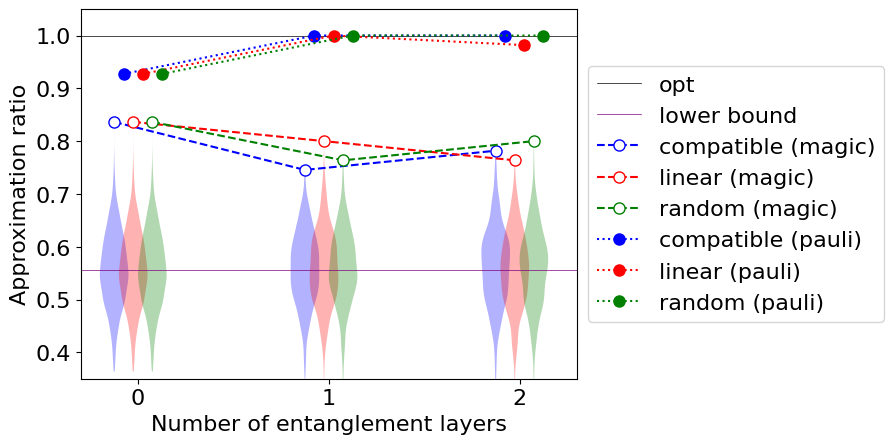 1.0
0.9
0.8
0.7
0.6
0.5
0.4
Approximation ratio
0
1
2
Number of entanglement layers
opt
lower bound
compatible (magic)
linear (magic)
random (magic)
compatible (pauli)
linear (pauli)
random (pauli)